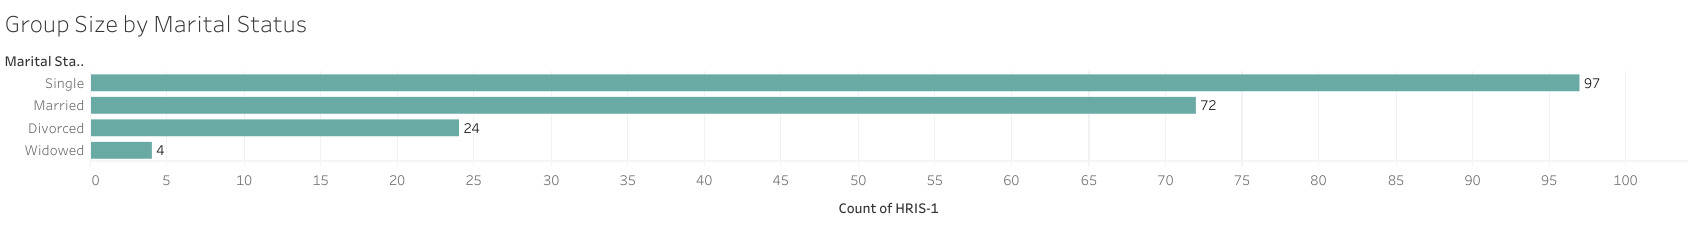 Group Size by Marital Status
Marital Sta..
Single 97
Married 72
Divorced 24
Widowed 4
0 5 10 15 20 25 30 35 40 45 50 55 60 65 70 75 80 85 90 95 100
Count of HRIS-1